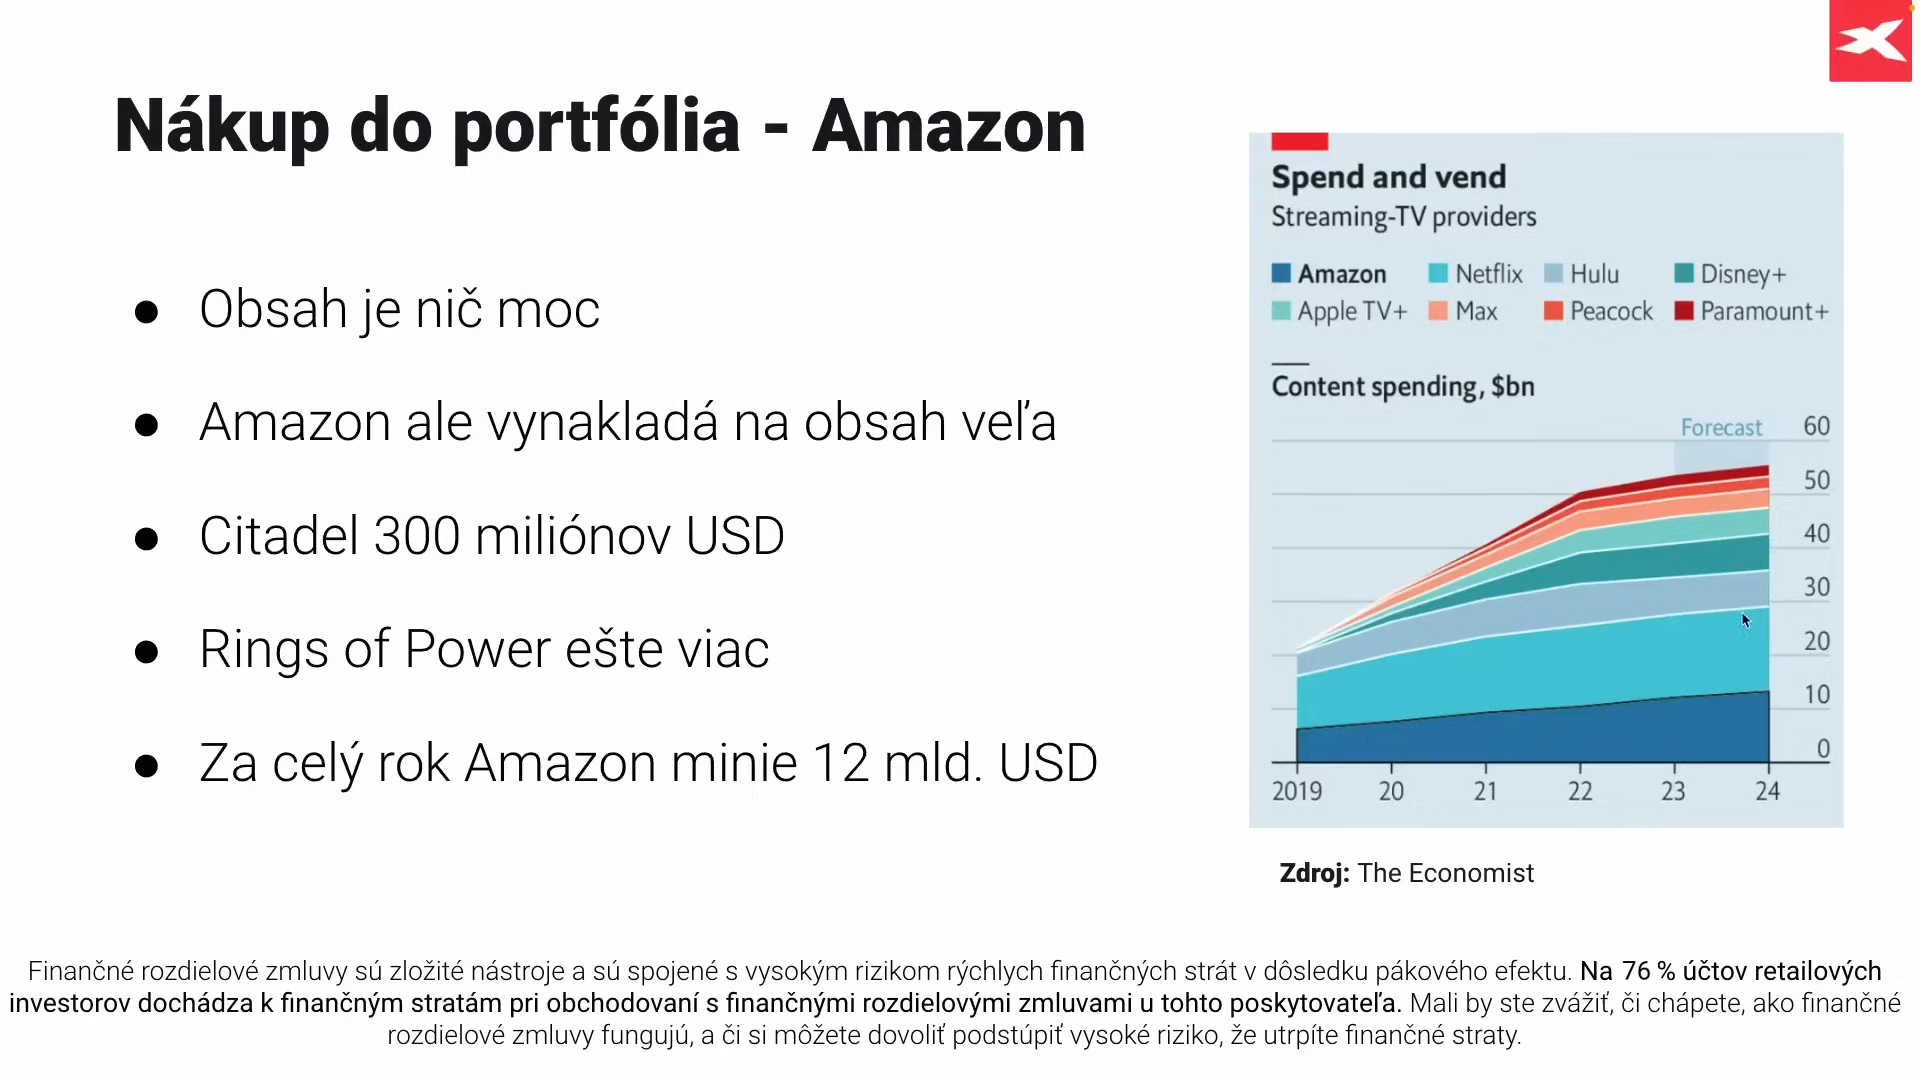 Nákup do portfólia - Amazon
● Obsah je nič moc
● Amazon ale vynakladá na obsah veľa
● Citadel 300 miliónov USD
● Rings of Power ešte viac
● Za celý rok Amazon minie 12 mld. USD
Spend and vend
Streaming-TV providers
Amazon Netflix Hulu Disney+
Apple TV+ Max Peacock Paramount+
Content spending, $bn
Forecast 60
50
40
30
20
10
0
2019 20 21 22 23 24
Zdroj: The Economist
Finančné rozdielové zmluvy sú zložité nástroje a sú spojené s vysokým rizikom rýchlych finančných strát v dôsledku pákového efektu. Na 76 % účtov retailových
investorov dochádza k finančným stratám pri obchodovaní s finančnými rozdielovými zmluvami u tohto poskytovateľa. Mali by ste zvážiť, či chápete, ako finančné
rozdielové zmluvy fungujú, a či si môžete dovoliť podstúpiť vysoké riziko, že utrpíte finančné straty.